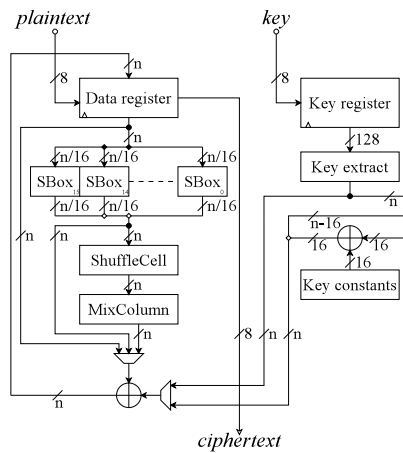 plaintext key
8 n 8
Data register Key register
n 128
n/16 n/16 n/16 Key extract
SBox 15 SBox 14 SBox 0 n
n/16 n/16 n/16 n-16
n n n 16 16
ShuffleCell 16
n Key constants
MixColumn
n 8 n n
n
ciphertext